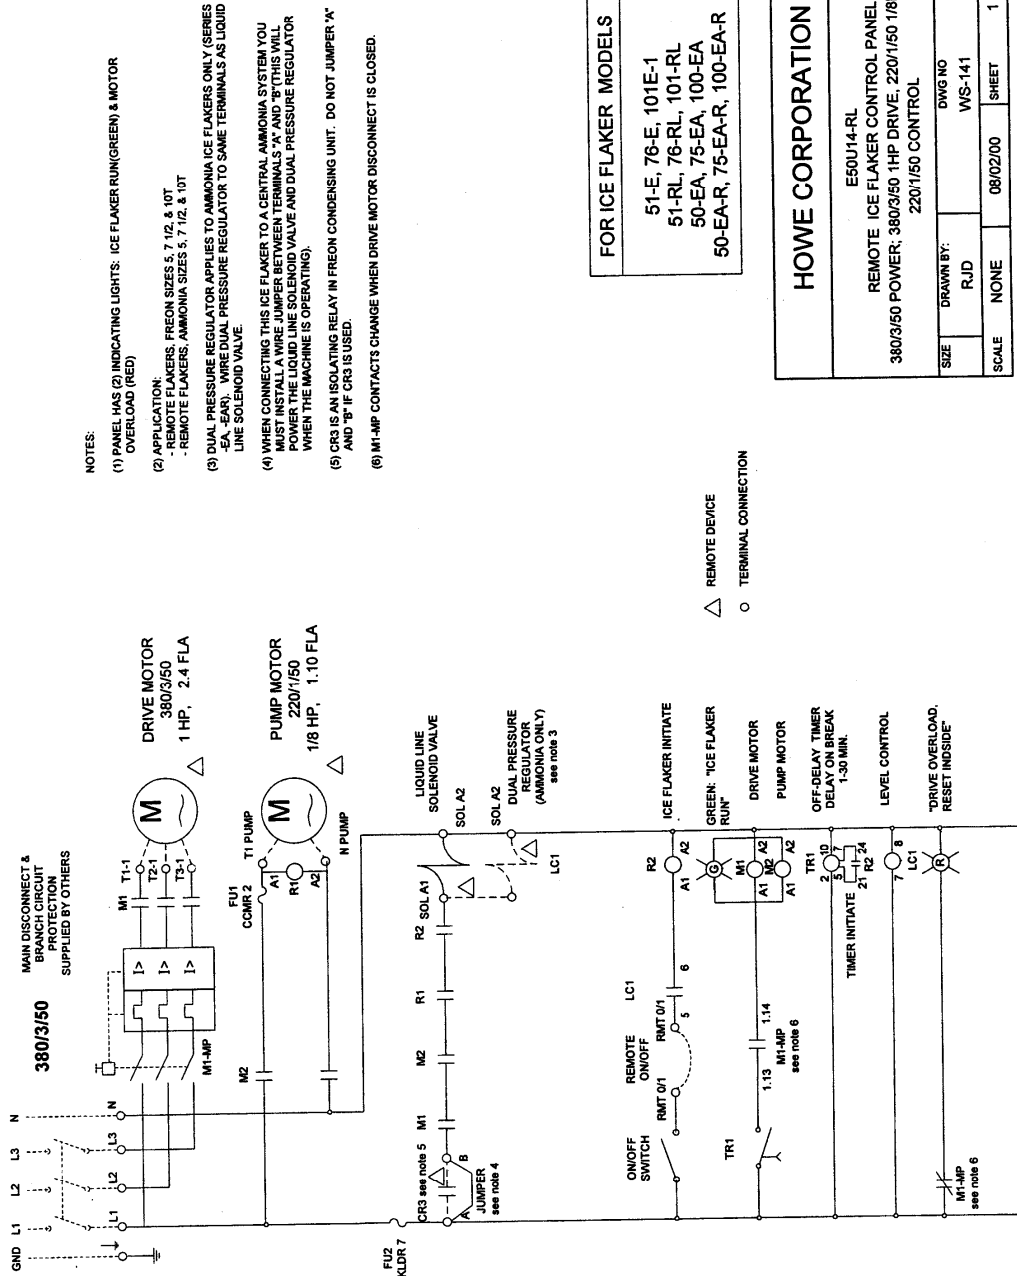 MAIN DISCONNECT &
BRANCH CIRCUIT
PROTECTION
SUPPLIED BY OTHERS
380/3/50
GND
L1
L2
L3
N
L1
L2
L3
N
M1-MP
I>
I>
I>
M1
T1-1
T2-1
T3-1
M
DRIVE MOTOR
380/3/50
1 HP, 2.4 FLA
M2
FU1
CCMR 2
A1
R1
A2
T1 PUMP
N PUMP
M
PUMP MOTOR
220/1/50
1/8 HP, 1.10 FLA
FU2
KLDR 7
CR3 see note 5
A
B
JUMPER
see note 4
M1
M2
R1
R2
SOL A1
SOL A2
LIQUID LINE
SOLENOID VALVE
SOL A2
LC1
DUAL PRESSURE
REGULATOR
(AMMONIA ONLY)
see note 3
ON/OFF
SWITCH
REMOTE
ON/OFF
RMT 0/1
RMT 0/1
LC1
5
6
R2
A1
A2
ICE FLAKER INITIATE
G
GREEN: "ICE FLAKER
RUN"
TR1
1.13
1.14
M1-MP
see note 6
M1
A1
A2
DRIVE MOTOR
M2
A1
A2
PUMP MOTOR
TR1
2
10
5
7
21
24
R2
TIMER INITIATE
OFF-DELAY TIMER
DELAY ON BREAK
1-30 MIN.
7
8
LC1
LEVEL CONTROL
M1-MP
see note 6
R
"DRIVE OVERLOAD,
RESET INDSIDE"
REMOTE DEVICE
TERMINAL CONNECTION
NOTES:
(1) PANEL HAS (2) INDICATING LIGHTS: ICE FLAKER RUN(GREEN) & MOTOR
OVERLOAD (RED)
(2) APPLICATION:
- REMOTE FLAKERS, FREON SIZES 5, 7 1/2, & 10T
- REMOTE FLAKERS, AMMONIA SIZES 5, 7 1/2, & 10T
(3) DUAL PRESSURE REGULATOR APPLIES TO AMMONIA ICE FLAKERS ONLY (SERIES
-EA, -EAR). WIRE DUAL PRESSURE REGULATOR TO SAME TERMINALS AS LIQUID
LINE SOLENOID VALVE.
(4) WHEN CONNECTING THIS ICE FLAKER TO A CENTRAL AMMONIA SYSTEM YOU
MUST INSTALL A WIRE JUMPER BETWEEN TERMINALS "A" AND "B"(THIS WILL
POWER THE LIQUID LINE SOLENOID VALVE AND DUAL PRESSURE REGULATOR
WHEN THE MACHINE IS OPERATING).
(5) CR3 IS AN ISOLATING RELAY IN FREON CONDENSING UNIT. DO NOT JUMPER "A"
AND "B" IF CR3 IS USED.
(6) M1-MP CONTACTS CHANGE WHEN DRIVE MOTOR DISCONNECT IS CLOSED.
FOR ICE FLAKER MODELS
51-E, 76-E, 101E-1
51-RL, 76-RL, 101-RL
50-EA, 75-EA, 100-EA
50-EA-R, 75-EA-R, 100-EA-R
HOWE CORPORATION
E50U14-RL
REMOTE ICE FLAKER CONTROL PANEL
380/3/50 POWER; 380/3/50 1HP DRIVE, 220/1/50 1/8
220/1/50 CONTROL
SIZE
DRAWN BY:
RJD
DWG NO
WS-141
SCALE
NONE
08/02/00
SHEET
1